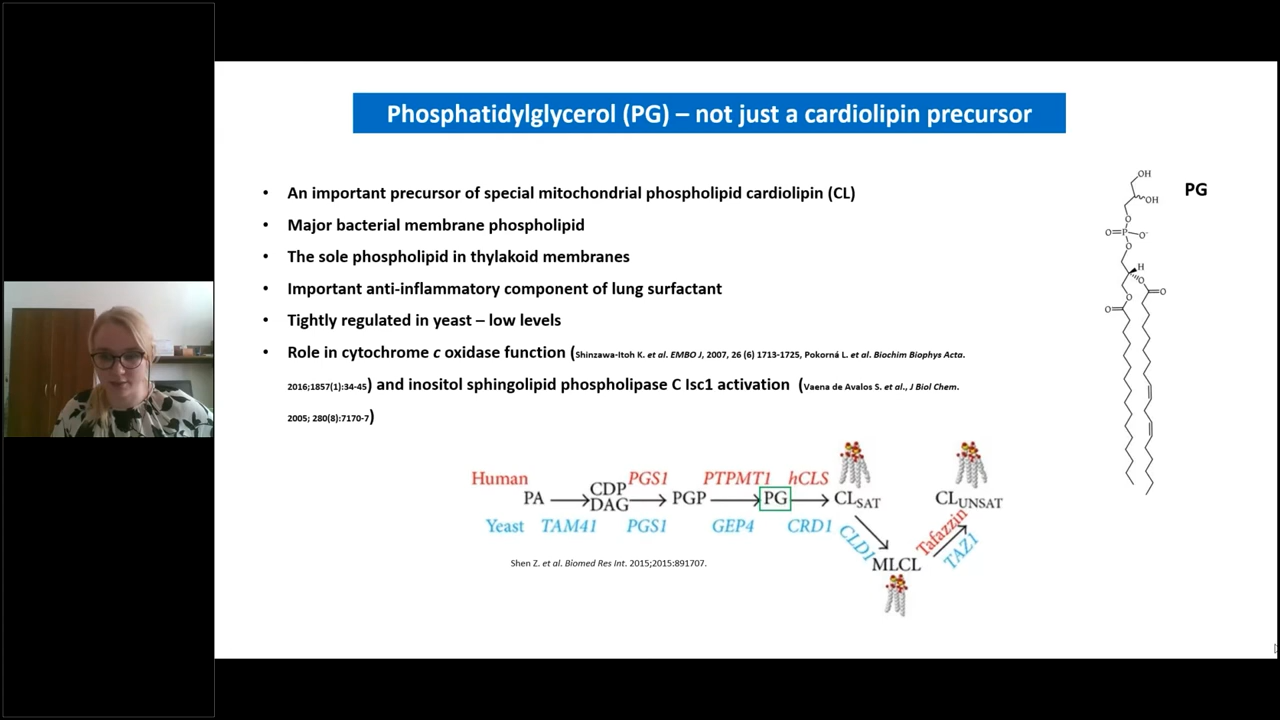 Phosphatidylglycerol (PG) – not just a cardiolipin precursor
• An important precursor of special mitochondrial phospholipid cardiolipin (CL)
• Major bacterial membrane phospholipid
• The sole phospholipid in thylakoid membranes
• Important anti-inflammatory component of lung surfactant
• Tightly regulated in yeast – low levels
• Role in cytochrome c oxidase function (Shinzawa-Itoh K. et al. EMBO J, 2007, 26 (6) 1713-1725, Pokorná L. et al. Biochim Biophys Acta.
2016;1857(1):34-45) and inositol sphingolipid phospholipase C Isc1 activation (Vaena de Avalos S. et al., J Biol Chem.
2005; 280(8):7170-7)
PG
OH
OH
O
O=P-O-
O
H
O
O
O
O
Human PGS1 PTPMT1 hCLS
PA CDP DAG PGP PG CLSAT CLUNSAT
Yeast TAM41 PGS1 GEP4 CRD1
CLD1 Tafazzin TAZ1
MLCL
Shen Z. et al. Biomed Res Int. 2015;2015:891707.